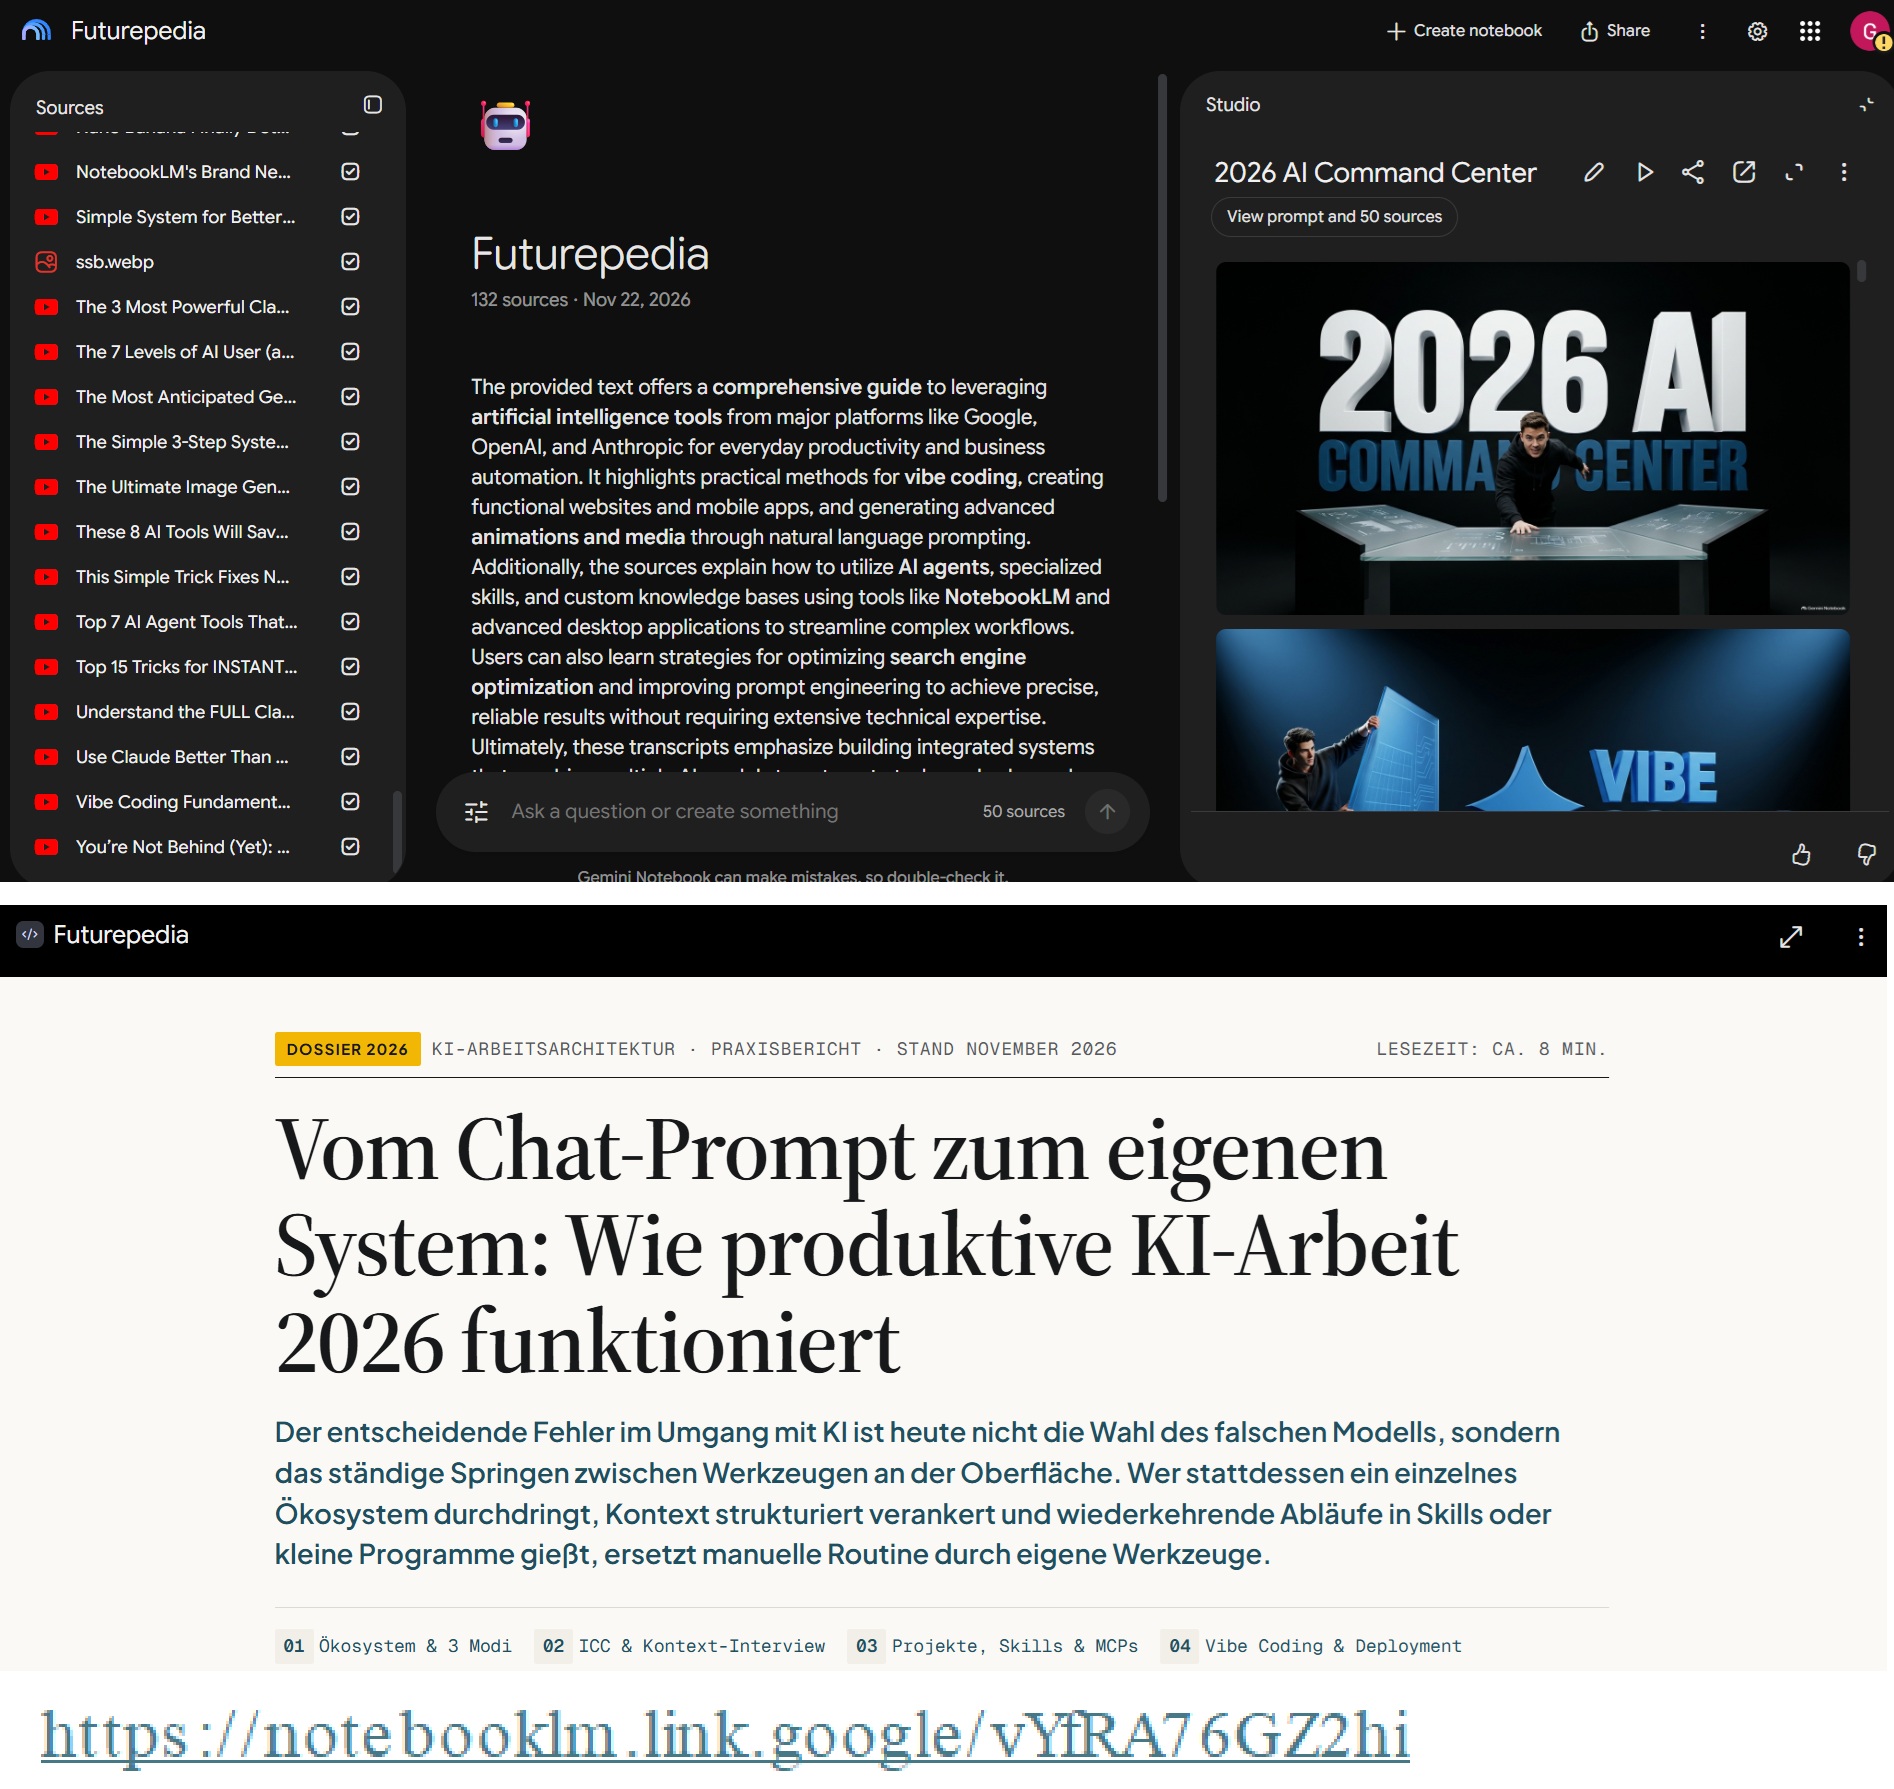 Futurepedia
Create notebook
Share
G
Sources
NotebookLM's Brand Ne...
Simple System for Better...
ssb.webp
The 3 Most Powerful Cla...
The 7 Levels of AI User (a...
The Most Anticipated Ge...
The Simple 3-Step Syste...
The Ultimate Image Gen...
These 8 AI Tools Will Sav...
This Simple Trick Fixes N...
Top 7 AI Agent Tools That...
Top 15 Tricks for INSTANT...
Understand the FULL Cla...
Use Claude Better Than ...
Vibe Coding Fundament...
You're Not Behind (Yet): ...
Futurepedia
132 sources · Nov 22, 2026
The provided text offers a comprehensive guide to leveraging
artificial intelligence tools from major platforms like Google,
OpenAI, and Anthropic for everyday productivity and business
automation. It highlights practical methods for vibe coding, creating
functional websites and mobile apps, and generating advanced
animations and media through natural language prompting.
Additionally, the sources explain how to utilize AI agents, specialized
skills, and custom knowledge bases using tools like NotebookLM and
advanced desktop applications to streamline complex workflows.
Users can also learn strategies for optimizing search engine
optimization and improving prompt engineering to achieve precise,
reliable results without requiring extensive technical expertise.
Ultimately, these transcripts emphasize building integrated systems
Ask a question or create something
50 sources
Gemini Notebook can make mistakes, so double-check it.
Studio
2026 AI Command Center
View prompt and 50 sources
2026 AI
COMMAND CENTER
VIBE
Futurepedia
DOSSIER 2026 KI-ARBEITSARCHITEKTUR · PRAXISBERICHT · STAND NOVEMBER 2026
LESEZEIT: CA. 8 MIN.
Vom Chat-Prompt zum eigenen
System: Wie produktive KI-Arbeit
2026 funktioniert
Der entscheidende Fehler im Umgang mit KI ist heute nicht die Wahl des falschen Modells, sondern
das ständige Springen zwischen Werkzeugen an der Oberfläche. Wer stattdessen ein einzelnes
Ökosystem durchdringt, Kontext strukturiert verankert und wiederkehrende Abläufe in Skills oder
kleine Programme gießt, ersetzt manuelle Routine durch eigene Werkzeuge.
01 Ökosystem & 3 Modi 02 ICC & Kontext-Interview 03 Projekte, Skills & MCPs 04 Vibe Coding & Deployment
https://notebooklm.link.google/vYfRA76GZ2hi